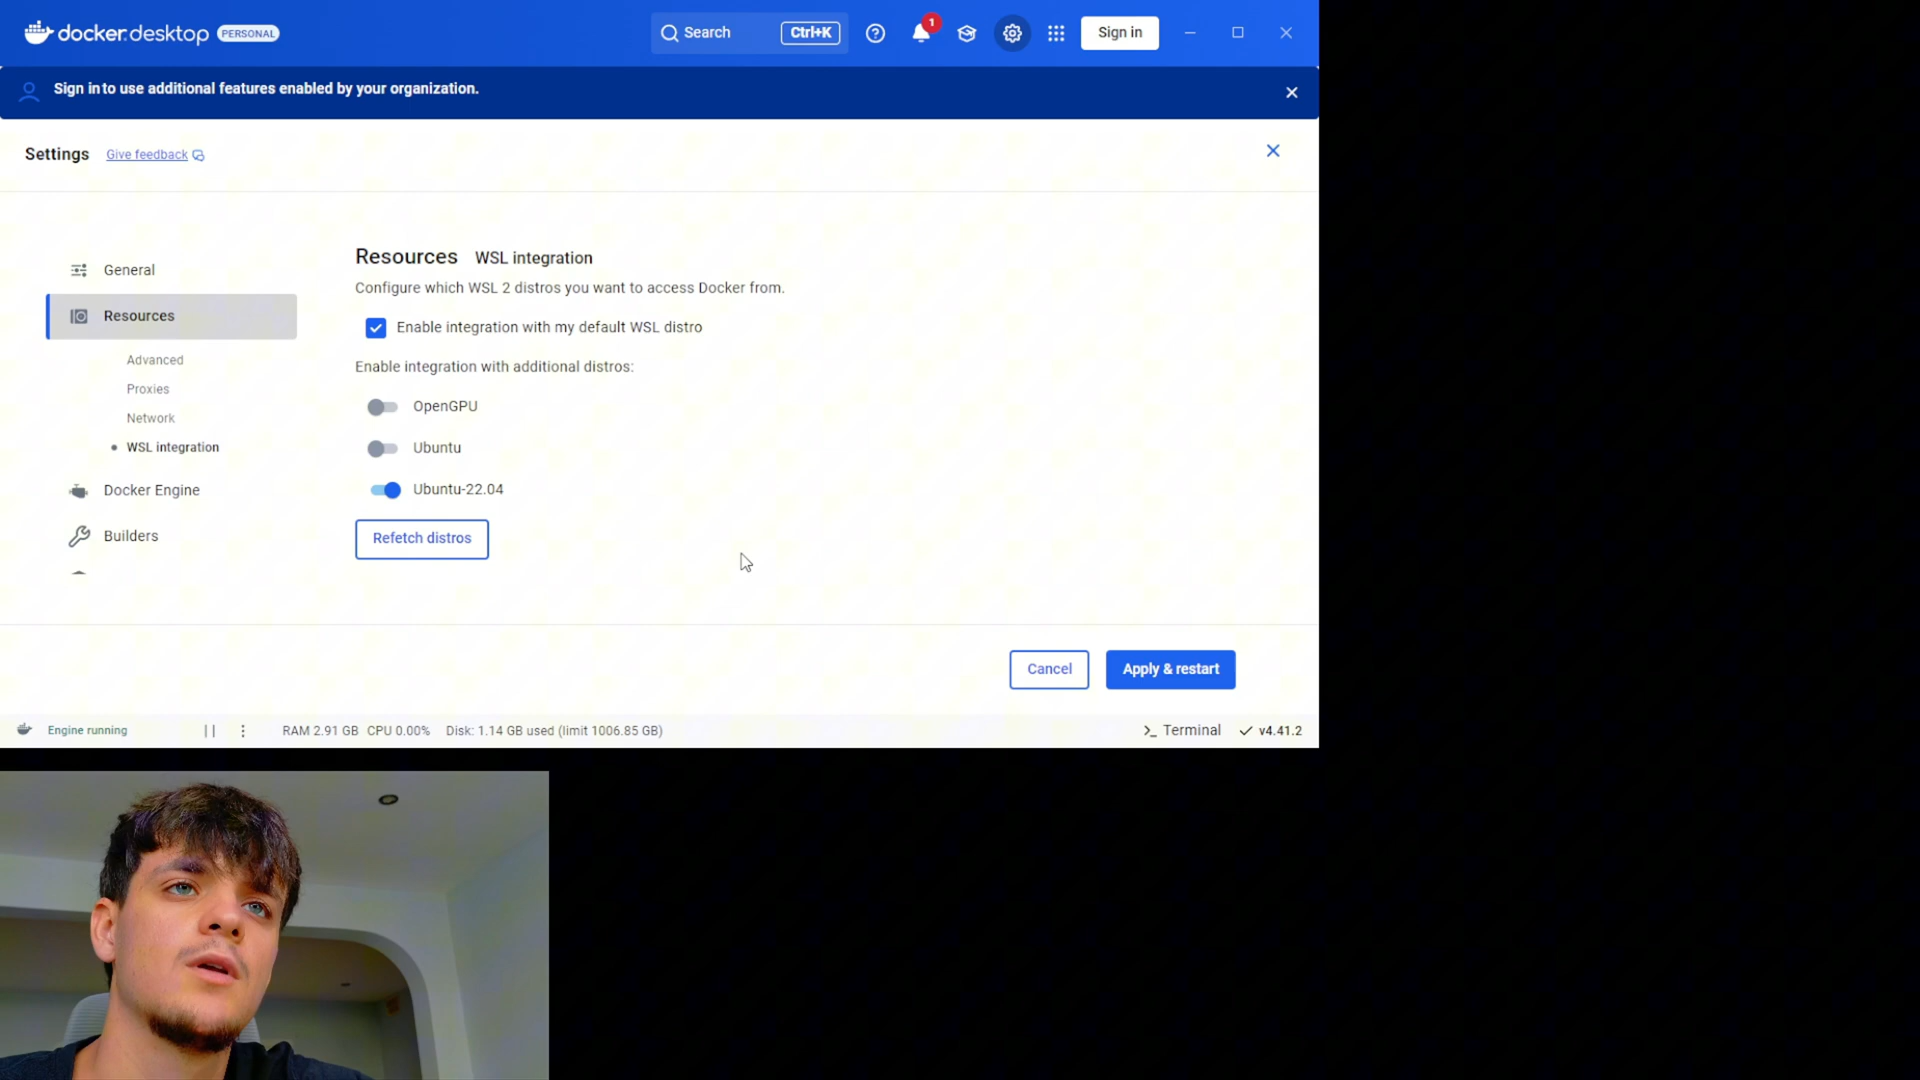 docker.desktop PERSONAL
Search Ctrl+K
1
Sign in
Sign in to use additional features enabled by your organization.
Settings Give feedback
General
Resources
Advanced
Proxies
Network
WSL integration
Docker Engine
Builders
Resources WSL integration
Configure which WSL 2 distros you want to access Docker from.
Enable integration with my default WSL distro
Enable integration with additional distros:
OpenGPU
Ubuntu
Ubuntu-22.04
Refetch distros
Cancel
Apply & restart
Engine running
RAM 2.91 GB CPU 0.00% Disk: 1.14 GB used (limit 1006.85 GB)
>_ Terminal
v4.41.2